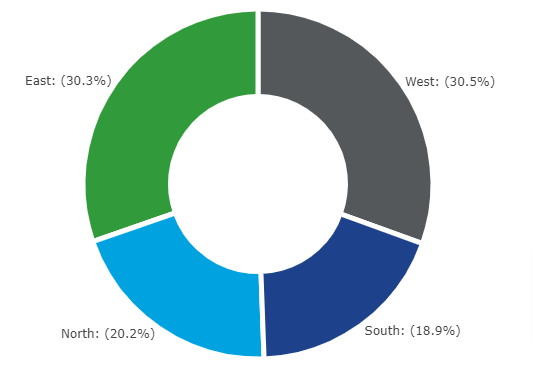 East: (30.3%)
West: (30.5%)
North: (20.2%)
South: (18.9%)